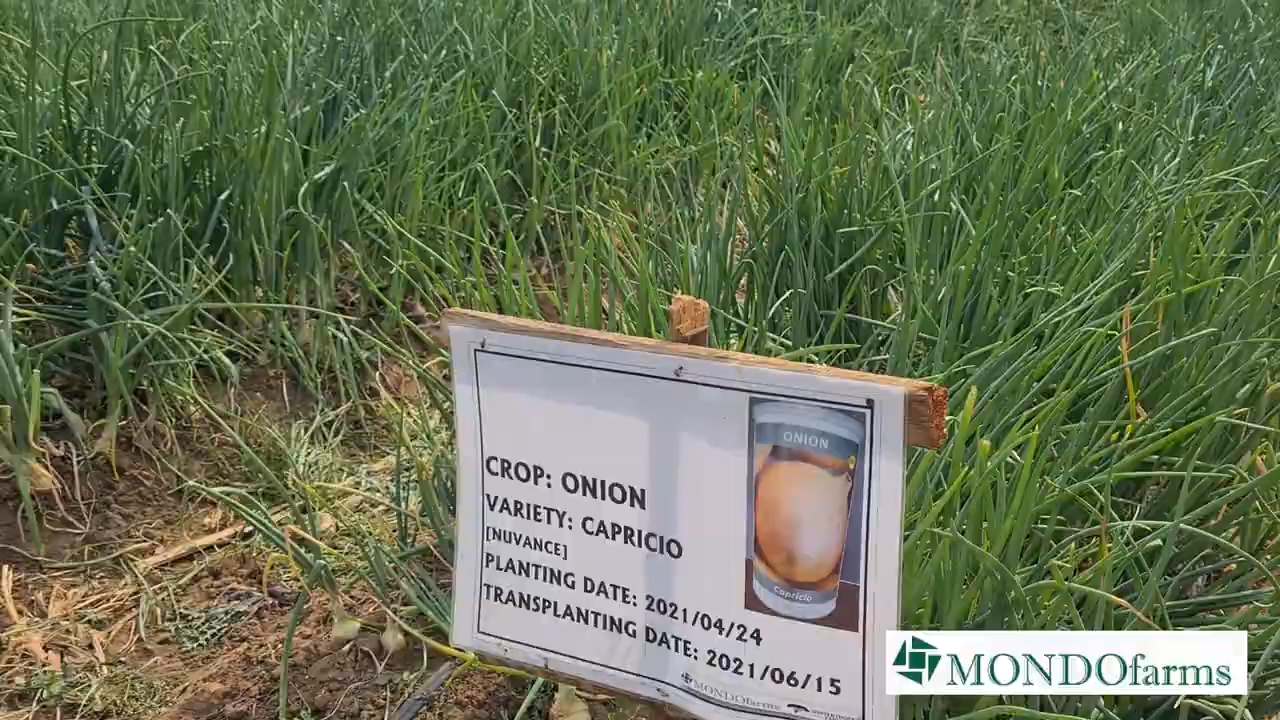 ONION
CROP: ONION
VARIETY: CAPRICIO
[NUVANCE]
PLANTING DATE: 2021/04/24
TRANSPLANTING DATE: 2021/06/15
Capricio
MONDOfarms
MONDOfarms